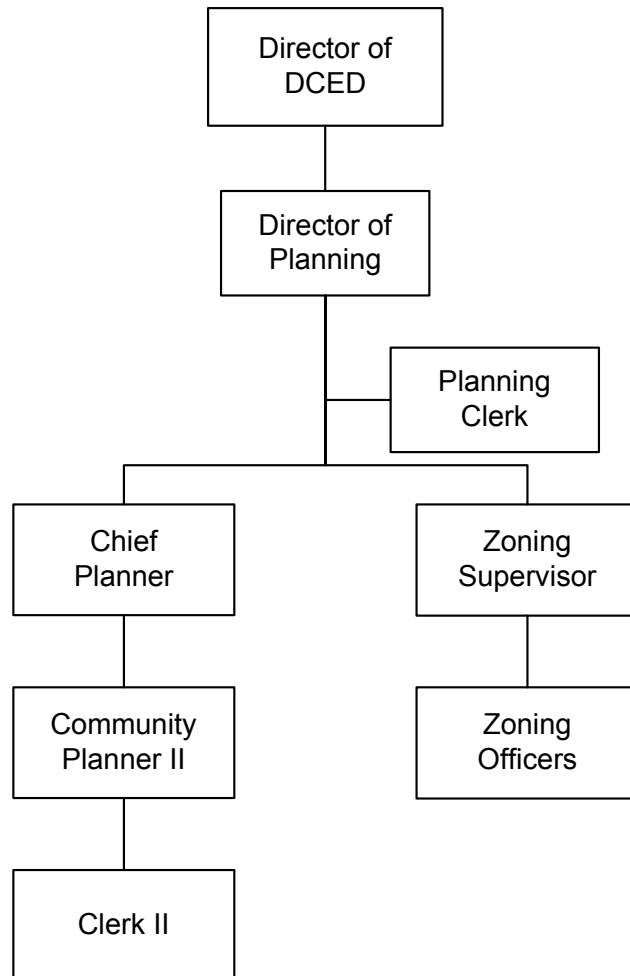 Director of
DCED
Director of
Planning
Planning
Clerk
Chief
Planner
Zoning
Supervisor
Community
Planner II
Zoning
Officers
Clerk II